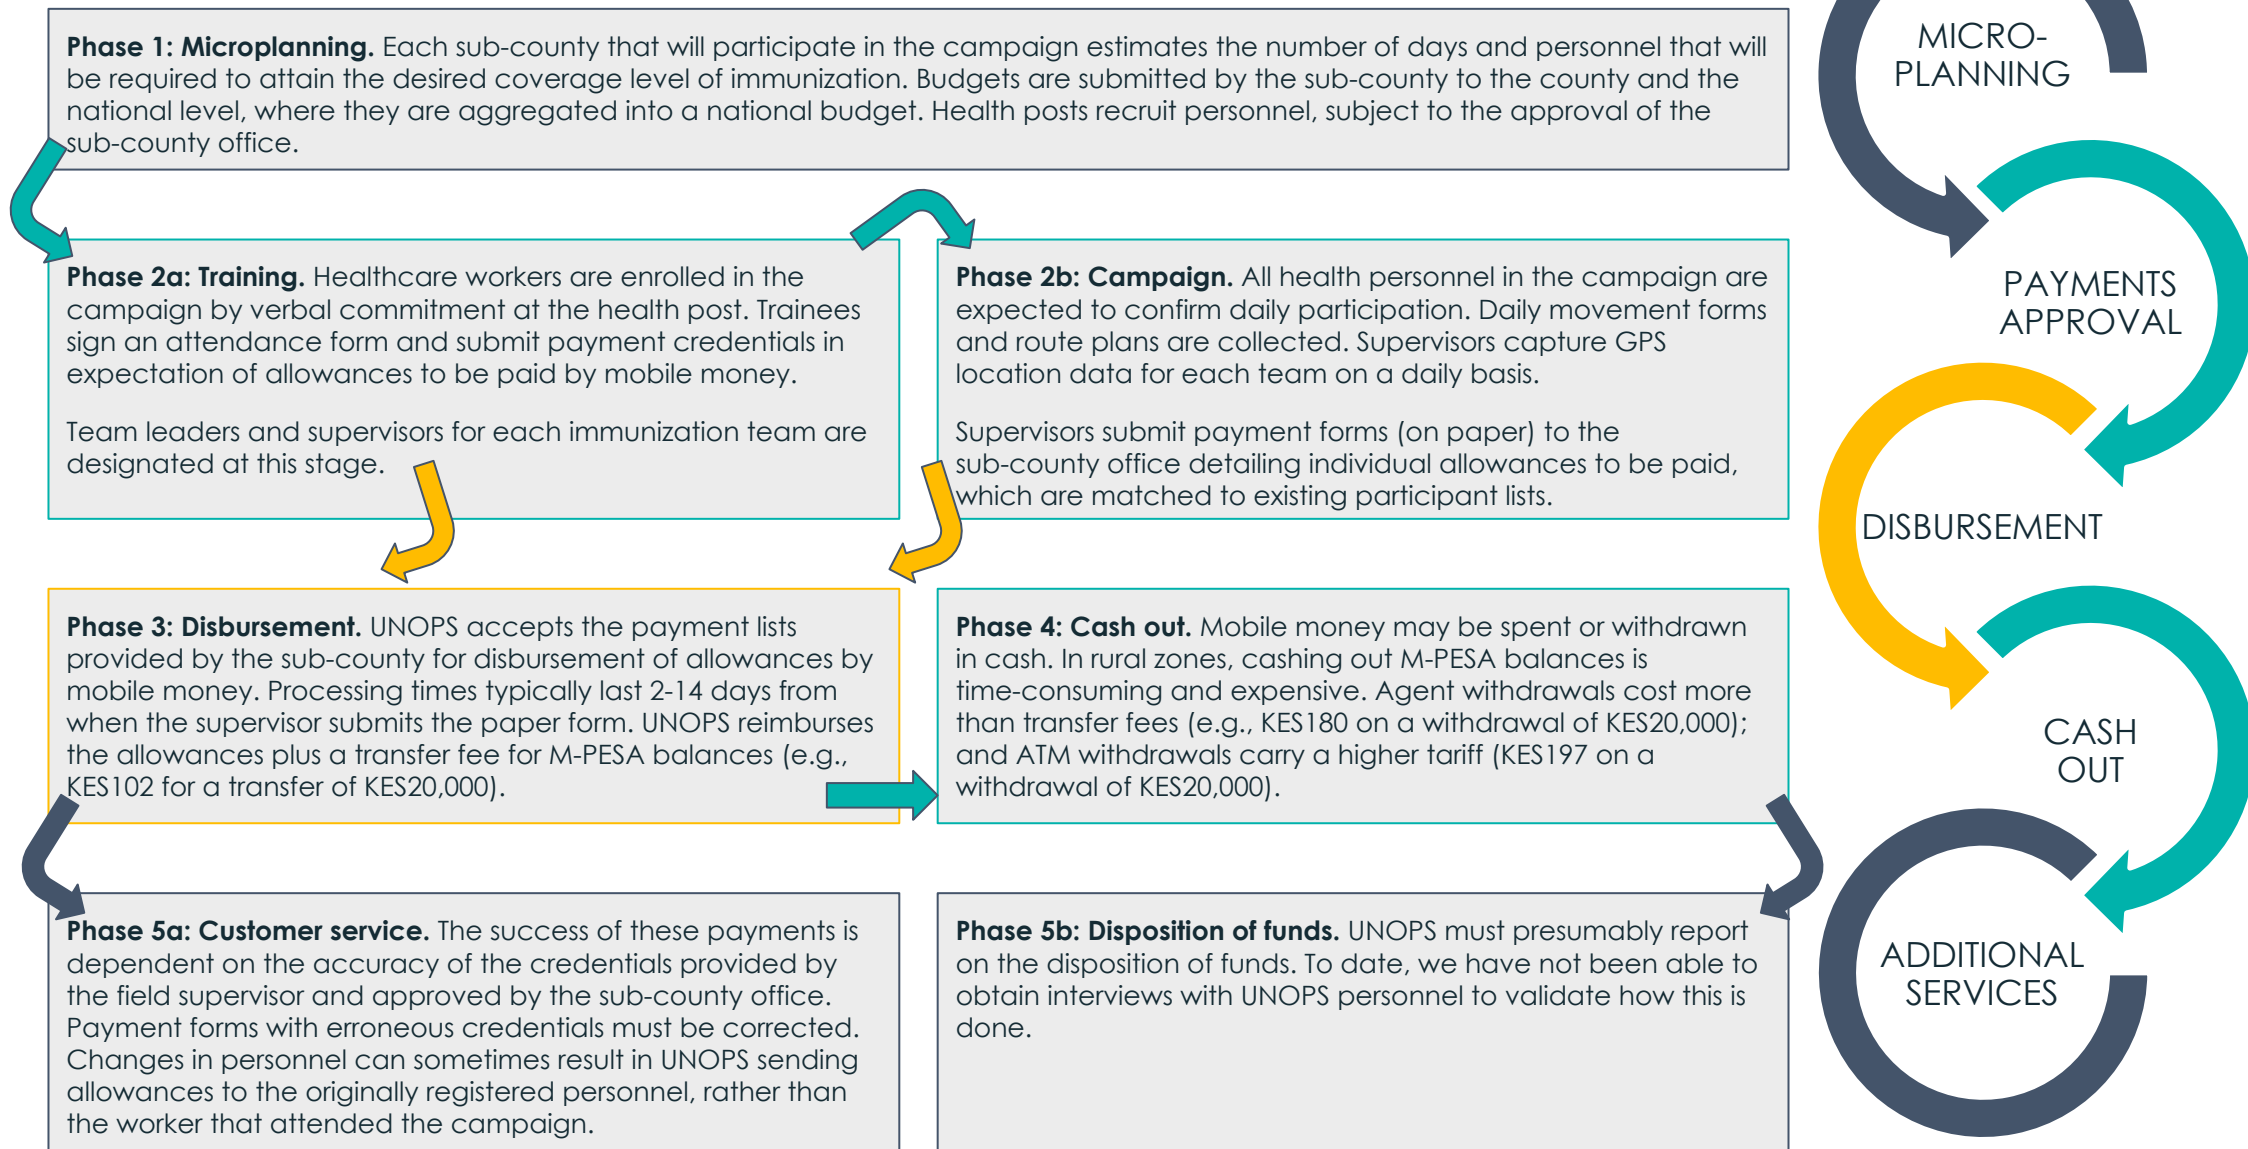 Phase 1: Microplanning. Each sub-county that will participate in the campaign estimates the number of days and personnel that will
be required to attain the desired coverage level of immunization. Budgets are submitted by the sub-county to the county and the
national level, where they are aggregated into a national budget. Health posts recruit personnel, subject to the approval of the
sub-county office.
Phase 2a: Training. Healthcare workers are enrolled in the
campaign by verbal commitment at the health post. Trainees
sign an attendance form and submit payment credentials in
expectation of allowances to be paid by mobile money.
Team leaders and supervisors for each immunization team are
designated at this stage.
Phase 2b: Campaign. All health personnel in the campaign are
expected to confirm daily participation. Daily movement forms
and route plans are collected. Supervisors capture GPS
location data for each team on a daily basis.
Supervisors submit payment forms (on paper) to the
sub-county office detailing individual allowances to be paid,
which are matched to existing participant lists.
Phase 3: Disbursement. UNOPS accepts the payment lists
provided by the sub-county for disbursement of allowances by
mobile money. Processing times typically last 2-14 days from
when the supervisor submits the paper form. UNOPS reimburses
the allowances plus a transfer fee for M-PESA balances (e.g.,
KES102 for a transfer of KES20,000).
Phase 4: Cash out. Mobile money may be spent or withdrawn
in cash. In rural zones, cashing out M-PESA balances is
time-consuming and expensive. Agent withdrawals cost more
than transfer fees (e.g., KES180 on a withdrawal of KES20,000);
and ATM withdrawals carry a higher tariff (KES197 on a
withdrawal of KES20,000).
Phase 5a: Customer service. The success of these payments is
dependent on the accuracy of the credentials provided by
the field supervisor and approved by the sub-county office.
Payment forms with erroneous credentials must be corrected.
Changes in personnel can sometimes result in UNOPS sending
allowances to the originally registered personnel, rather than
the worker that attended the campaign.
Phase 5b: Disposition of funds. UNOPS must presumably report
on the disposition of funds. To date, we have not been able to
obtain interviews with UNOPS personnel to validate how this is
done.
MICRO-
PLANNING
PAYMENTS
APPROVAL
DISBURSEMENT
CASH
OUT
ADDITIONAL
SERVICES